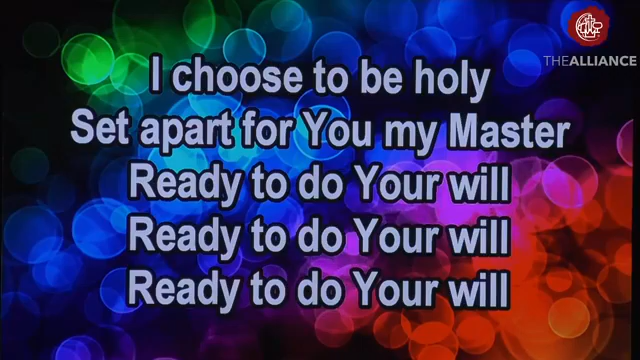 THEALLIANCE
I choose to be holy
Set apart for You my Master
Ready to do Your will
Ready to do Your will
Ready to do Your will